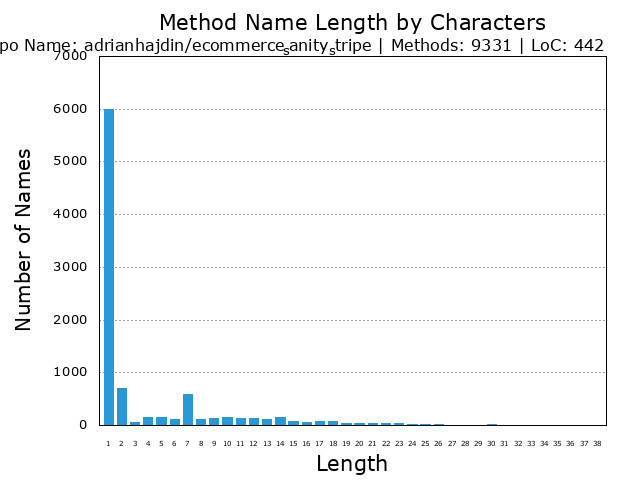 Method Name Length by Characters
po Name: adrianhajdin/ecommercesanitystripe | Methods: 9331 | LoC: 442
7000
6000
5000
4000
3000
2000
1000
0
Number of Names
1 2 3 4 5 6 7 8 9 10 11 12 13 14 15 16 17 18 19 20 21 22 23 24 25 26 27 28 29 30 31 32 33 34 35 36 37 38
Length